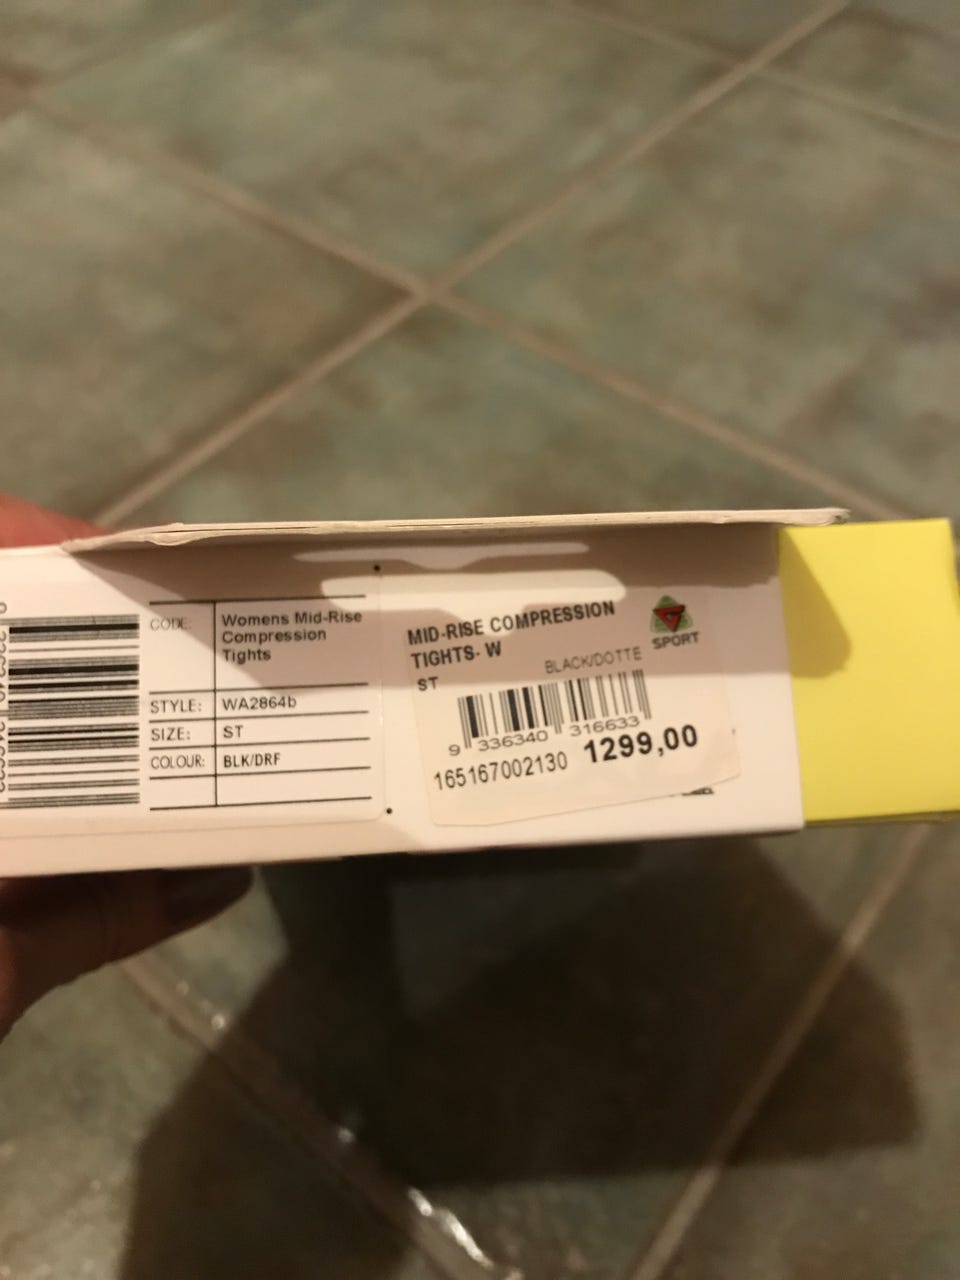 CODE: Womens Mid-Rise
Compression
Tights
STYLE: WA2864b
SIZE: ST
COLOUR: BLK/DRF
MID-RISE COMPRESSION
TIGHTS- W
SPORT
BLACK/DOTTE
ST
9 336340 316633
165167002130 1299,00